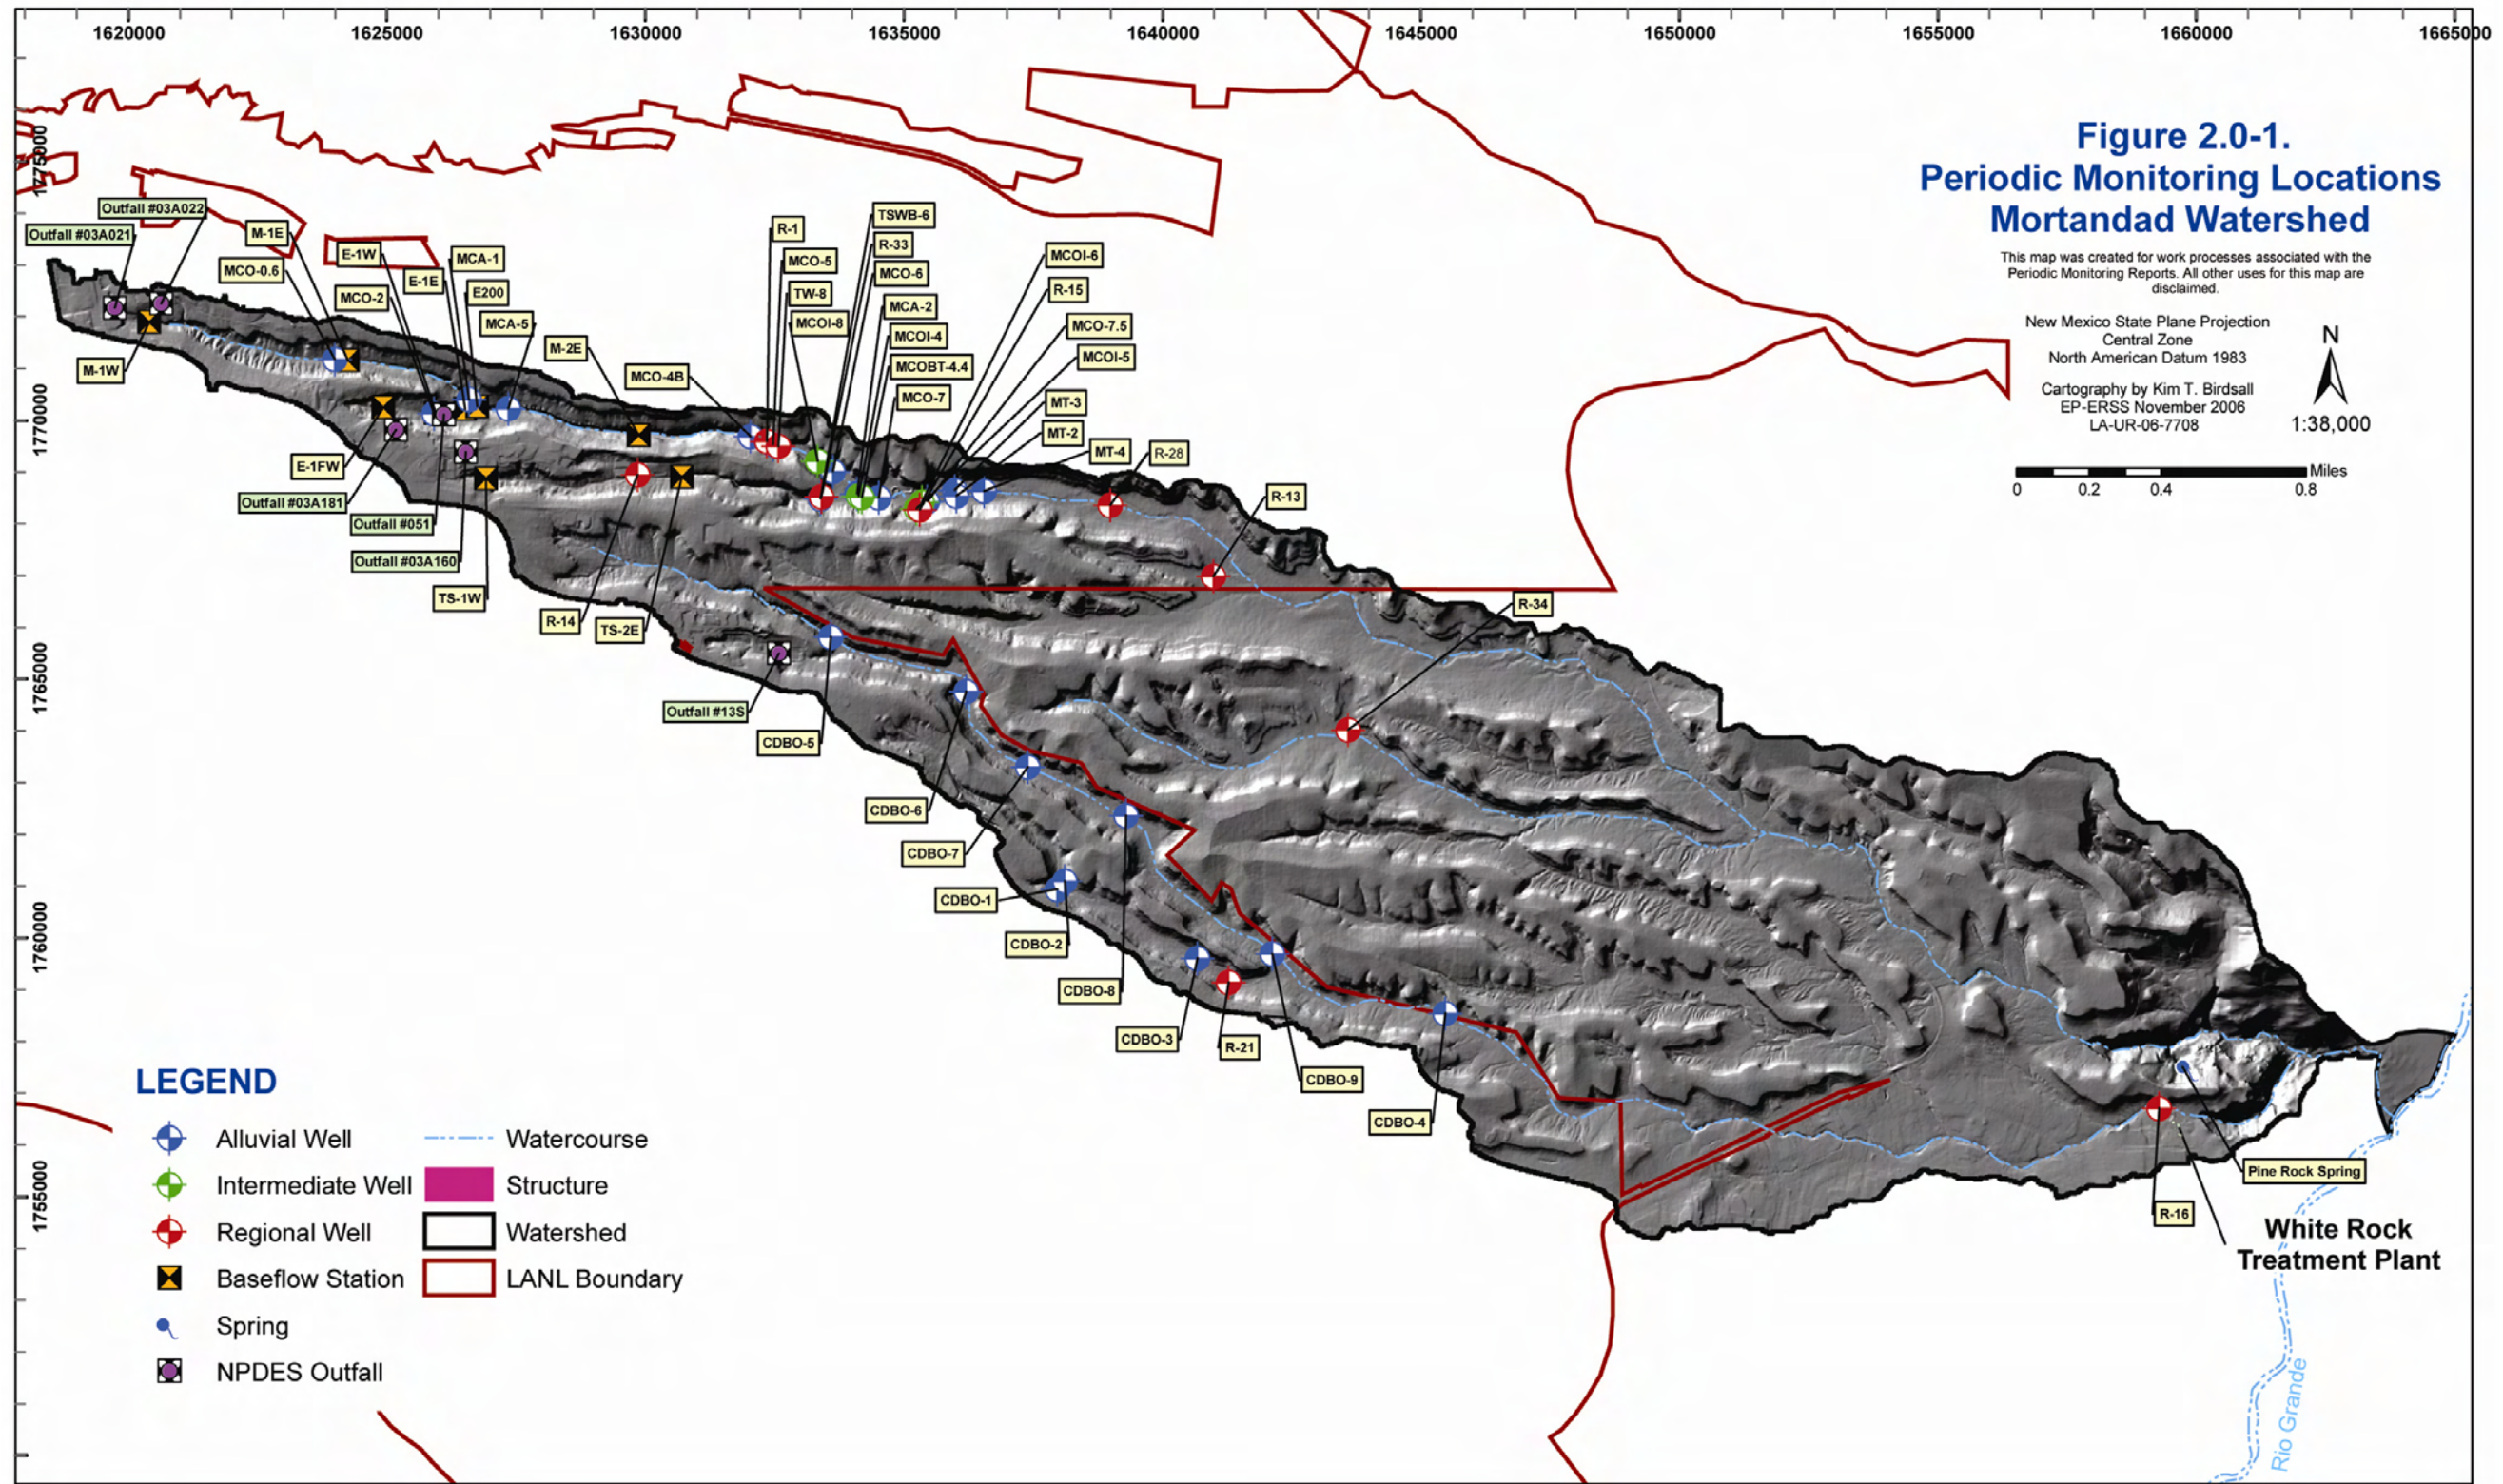 1620000
1625000
1630000
1635000
1640000
1645000
1650000
1655000
1660000
1665000
1775000
1770000
1765000
1760000
1755000
Figure 2.0-1.
Periodic Monitoring Locations
Mortandad Watershed
This map was created for work processes associated with the
Periodic Monitoring Reports. All other uses for this map are
disclaimed.
New Mexico State Plane Projection
Central Zone
North American Datum 1983
Cartography by Kim T. Birdsall
EP-ERSS November 2006
LA-UR-06-7708
N
1:38,000
Miles
0 0.2 0.4 0.8
Outfall #03A022
Outfall #03A021
M-1E
MCO-0.6
E-1W
MCO-2
E-1E
MCA-1
E200
MCA-5
M-1W
M-2E
MCO-4B
R-1
MCO-5
TW-8
MCOI-8
TSWB-6
R-33
MCO-6
MCA-2
MCOI-4
MCOBT-4.4
MCO-7
MCOI-6
R-15
MCO-7.5
MCOI-5
MT-3
MT-2
MT-4
R-28
R-13
E-1FW
Outfall #03A181
Outfall #051
Outfall #03A160
TS-1W
R-14
TS-2E
R-34
Outfall #13S
CDBO-5
CDBO-6
CDBO-7
CDBO-1
CDBO-2
CDBO-8
CDBO-3
R-21
CDBO-9
CDBO-4
Pine Rock Spring
R-16
White Rock
Treatment Plant
Rio Grande
LEGEND
Alluvial Well
Intermediate Well
Regional Well
Baseflow Station
Spring
NPDES Outfall
Watercourse
Structure
Watershed
LANL Boundary